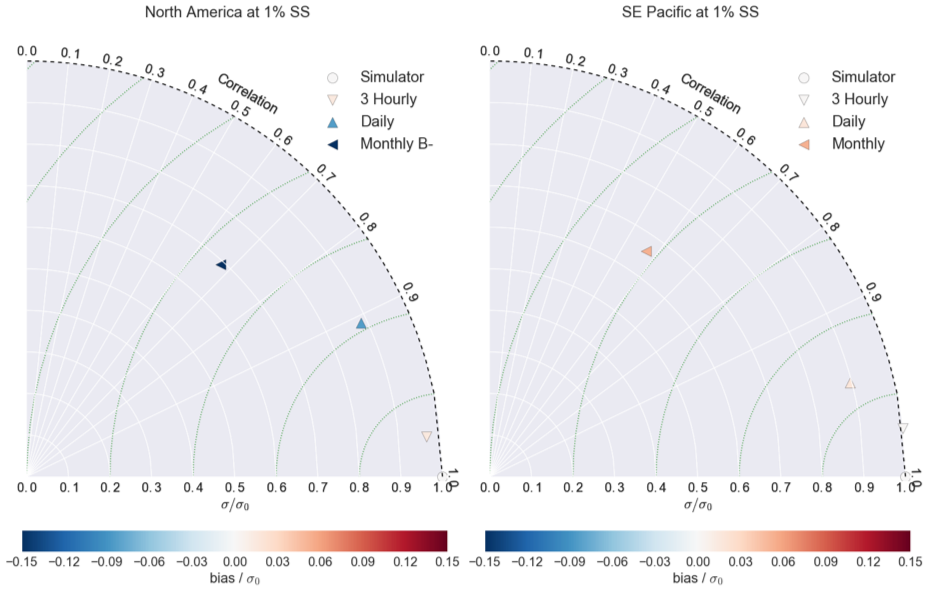 North America at 1% SS
0.0 0.1 0.2 0.3 0.4 0.5 0.6 0.7 0.8 0.9 1.0
Correlation
Simulator
3 Hourly
Daily
Monthly B-
0.0 0.1 0.2 0.3 0.4 0.5 0.6 0.7 0.8 0.9 1.0
σ/σ₀
−0.15 −0.12 −0.09 −0.06 −0.03 0.00 0.03 0.06 0.09 0.12 0.15
bias / σ₀
SE Pacific at 1% SS
0.0 0.1 0.2 0.3 0.4 0.5 0.6 0.7 0.8 0.9 1.0
Correlation
Simulator
3 Hourly
Daily
Monthly
0.0 0.1 0.2 0.3 0.4 0.5 0.6 0.7 0.8 0.9 1.0
σ/σ₀
−0.15 −0.12 −0.09 −0.06 −0.03 0.00 0.03 0.06 0.09 0.12 0.15
bias / σ₀